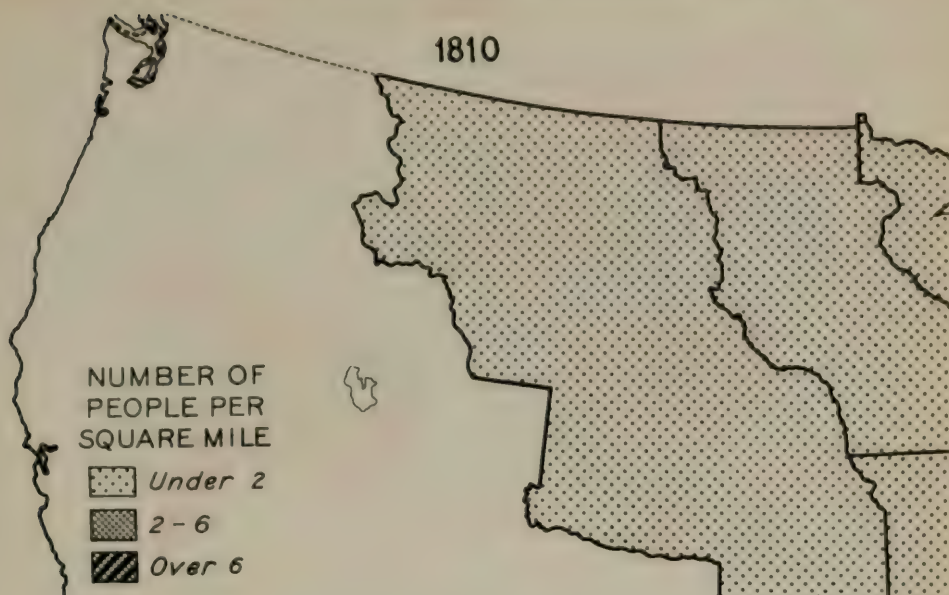 1810
NUMBER OF
PEOPLE PER
SQUARE MILE
Under 2
2-6
Over 6